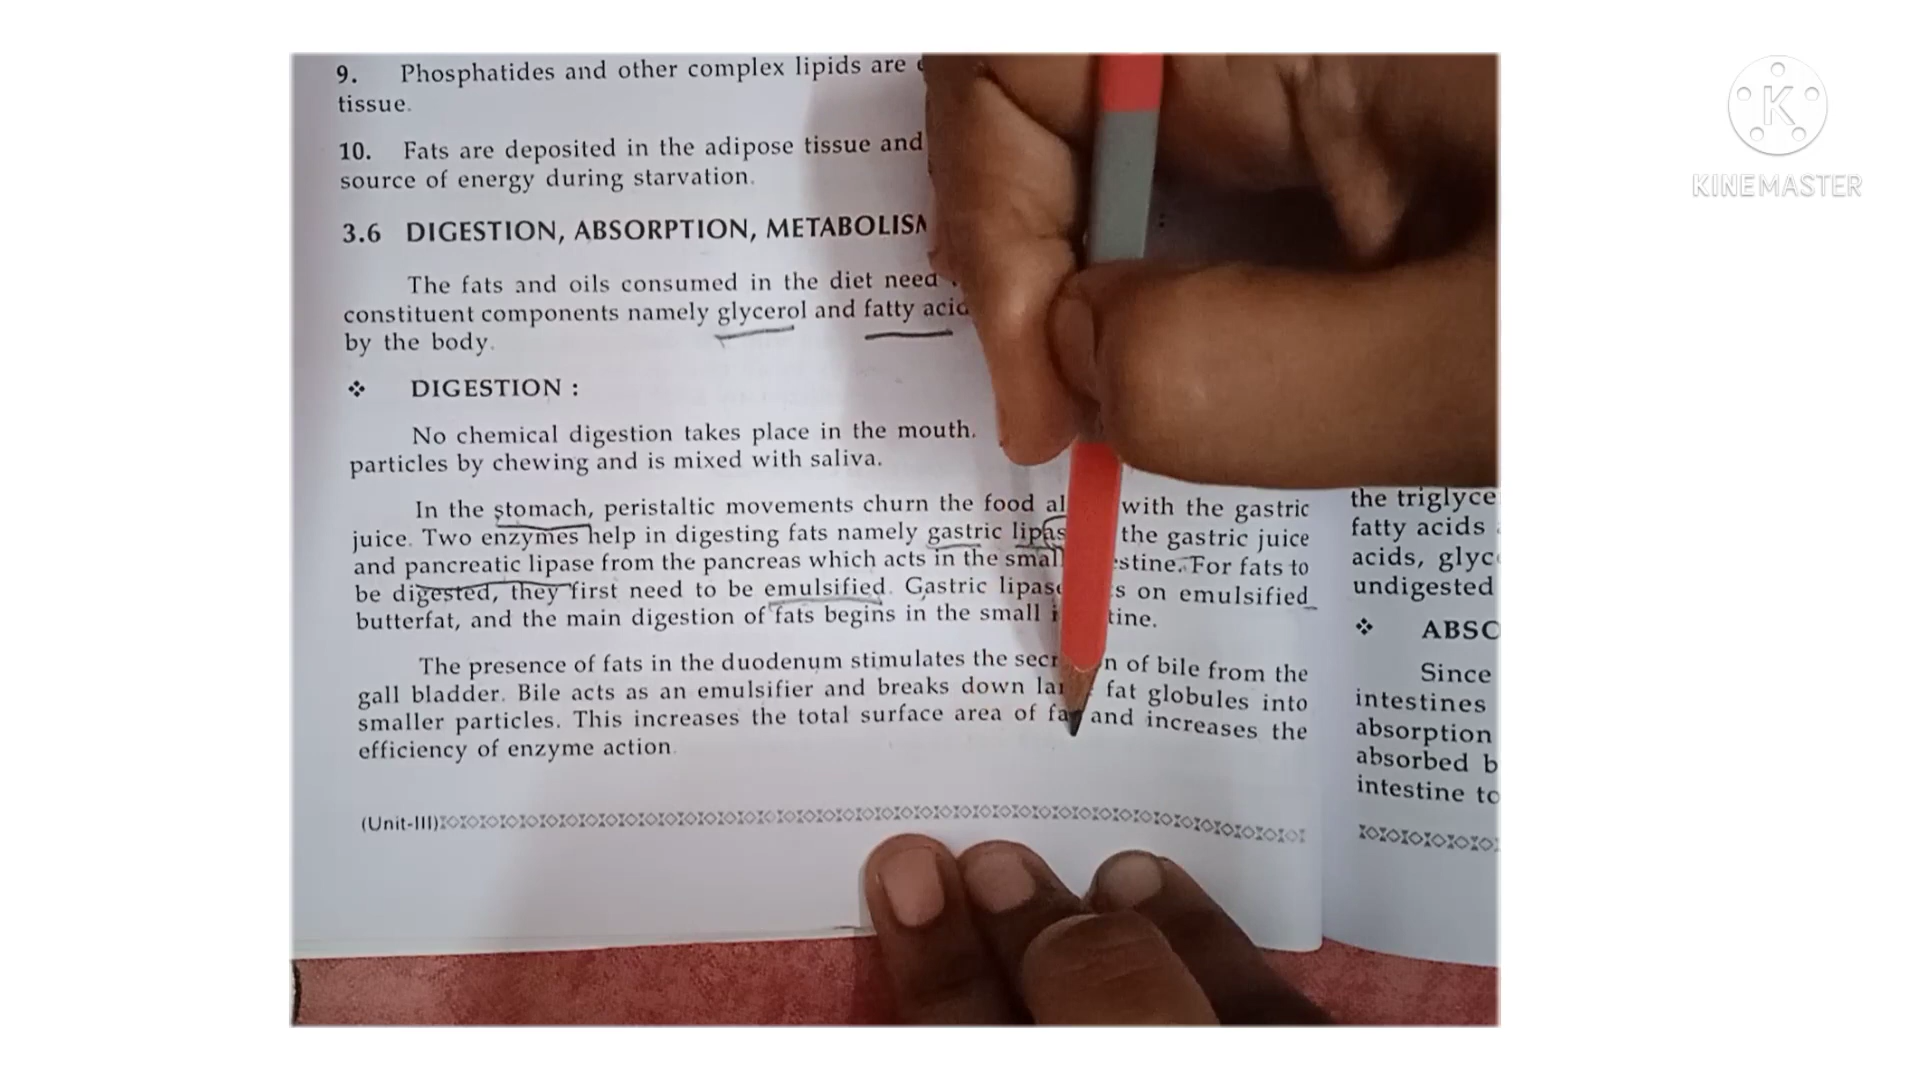 9. Phosphatides and other complex lipids are
tissue.
10. Fats are deposited in the adipose tissue and
source of energy during starvation.
3.6 DIGESTION, ABSORPTION, METABOLISM
The fats and oils consumed in the diet need
constituent components namely glycerol and fatty
by the body.
❖ DIGESTION :
No chemical digestion takes place in the mouth.
particles by chewing and is mixed with saliva.
In the stomach, peristaltic movements churn the food with the gastric
juice. Two enzymes help in digesting fats namely gastric the gastric juice
and pancreatic lipase from the pancreas which acts in the small For fats to
be digested, they first need to be emulsified. Gastric lipase on emulsified
butterfat, and the main digestion of fats begins in the small
The presence of fats in the duodenum stimulates the of bile from the
gall bladder. Bile acts as an emulsifier and breaks down fat globules into
smaller particles. This increases the total surface area of and increases the
efficiency of enzyme action.
(Unit-III)
the
fatty acids
acids,
undigested
❖
Since
intestines
absorption
absorbed
intestine
KINEMASTER